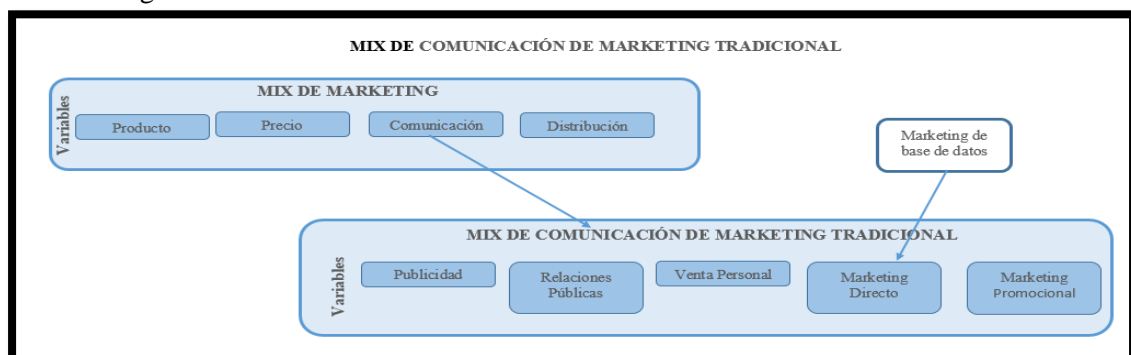 MIX DE COMUNICACIÓN DE MARKETING TRADICIONAL
MIX DE MARKETING
Variables
Producto
Precio
Comunicación
Distribución
Marketing de
base de datos
MIX DE COMUNICACIÓN DE MARKETING TRADICIONAL
Variables
Publicidad
Relaciones
Públicas
Venta Personal
Marketing
Directo
Marketing
Promocional